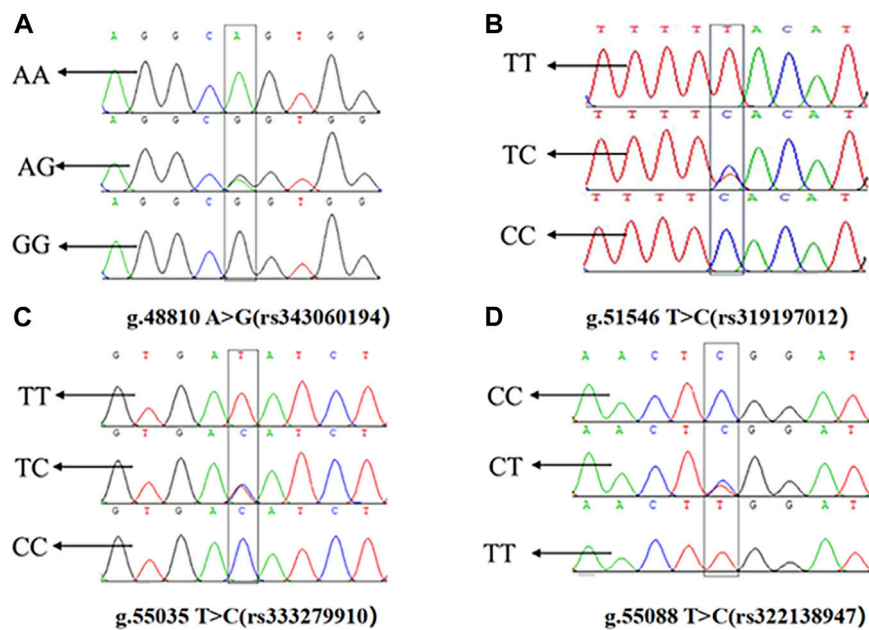 A
A G G C A G T G G
AA
A G G C G G T G G
AG
A G G C G G T G G
GG
g.48810 A>G(rs343060194)
B
T T T T T A C A T
TT
T T T T C A C A T
TC
T T T T C A C A T
CC
g.51546 T>C(rs319197012)
C
G T G A T A T C T
TT
G T G A C A T C T
TC
G T G A C A T C T
CC
g.55035 T>C(rs333279910)
D
A A C T C G G A T
CC
A A C T C G G A T
CT
A A C T T G G A T
TT
g.55088 T>C(rs322138947)